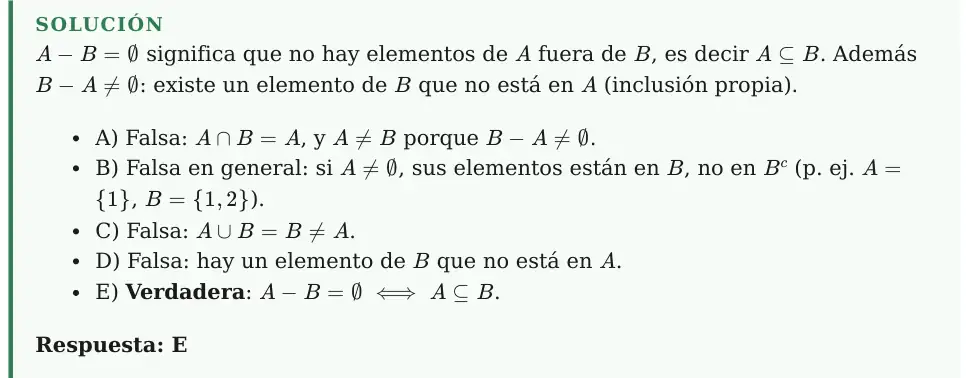 SOLUCIÓN
A − B = ∅ significa que no hay elementos de A fuera de B, es decir A ⊆ B. Además
B − A ≠ ∅: existe un elemento de B que no está en A (inclusión propia).
• A) Falsa: A ∩ B = A, y A ≠ B porque B − A ≠ ∅.
• B) Falsa en general: si A ≠ ∅, sus elementos están en B, no en Bᶜ (p. ej. A =
{1}, B = {1, 2}).
• C) Falsa: A ∪ B = B ≠ A.
• D) Falsa: hay un elemento de B que no está en A.
• E) Verdadera: A − B = ∅ ⟺ A ⊆ B.
Respuesta: E